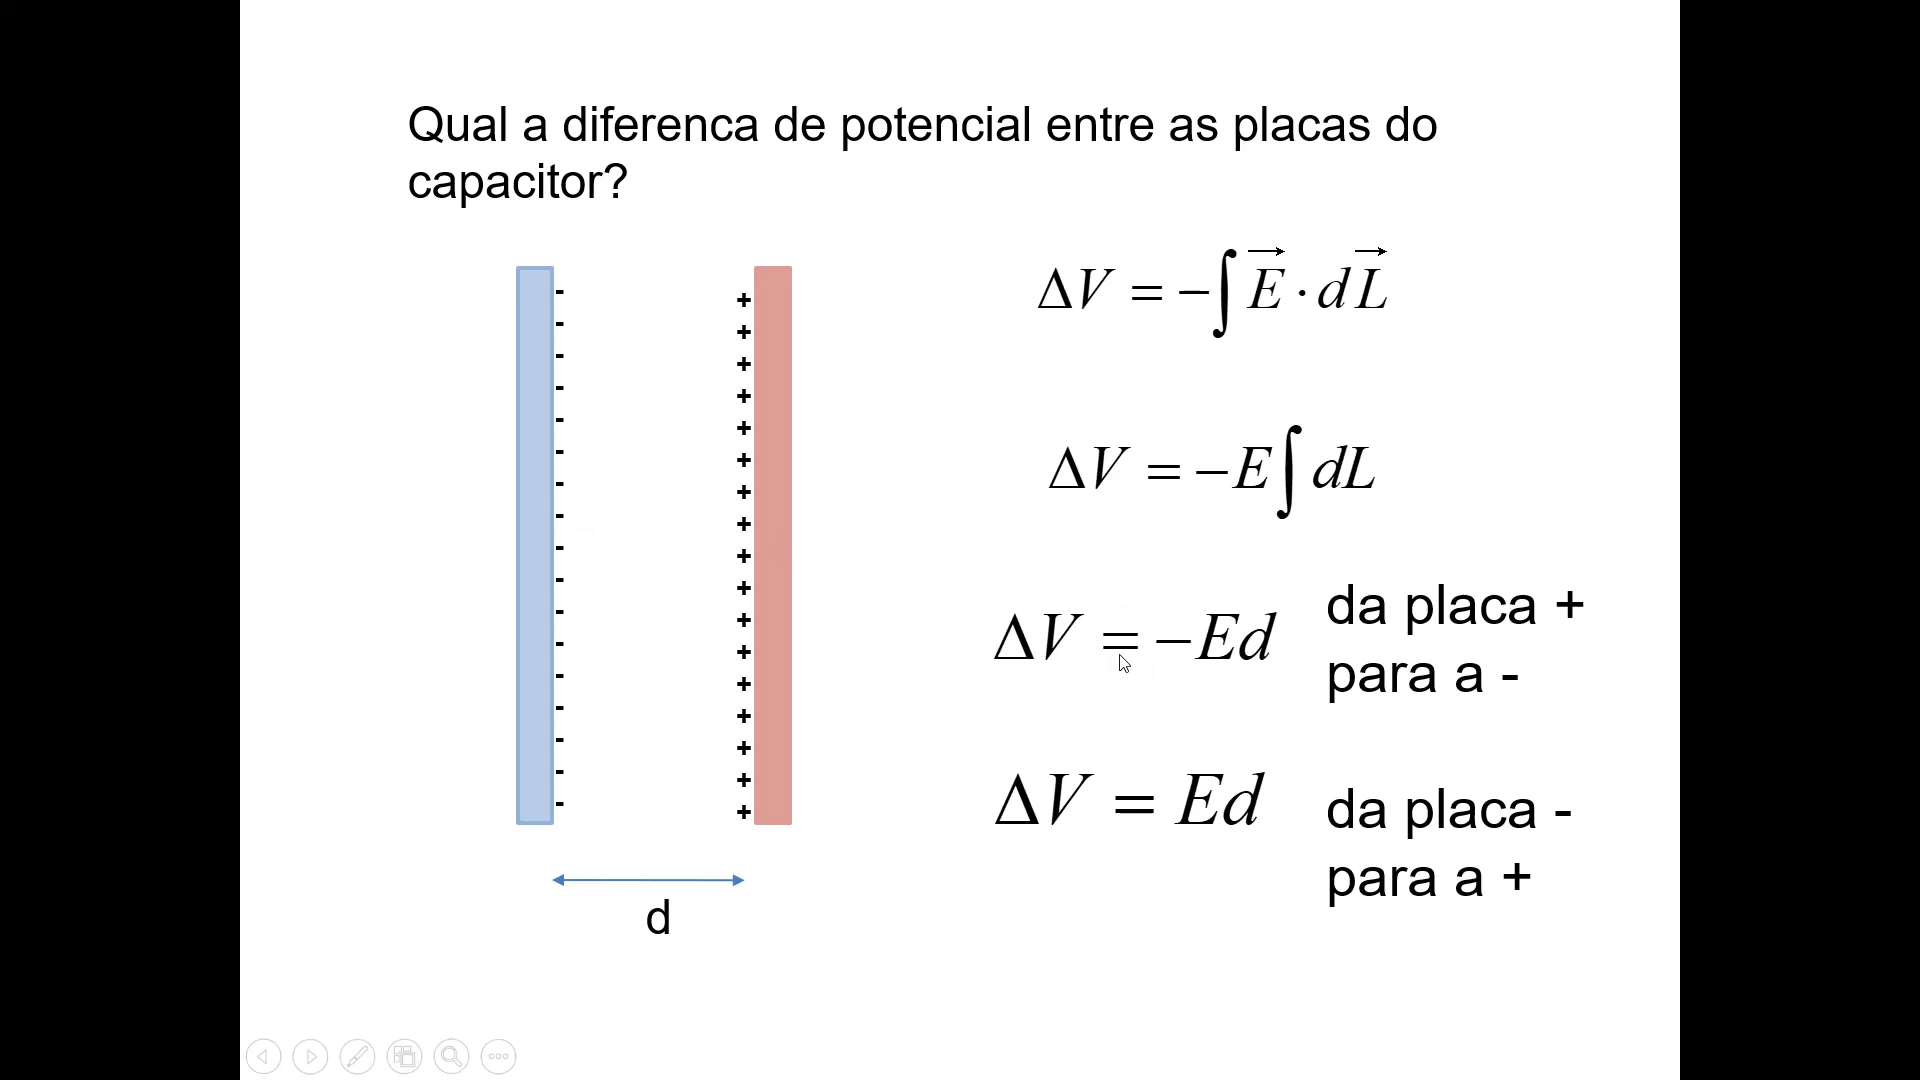 Qual a diferenca de potencial entre as placas do
capacitor?
ΔV = −∫ E⃗ · dL⃗
ΔV = −E∫ dL
ΔV = −Ed
da placa +
para a -
ΔV = Ed
da placa -
para a +
- - - - - - - - - - - - - - - - -
+ + + + + + + + + + + + + + + + +
d